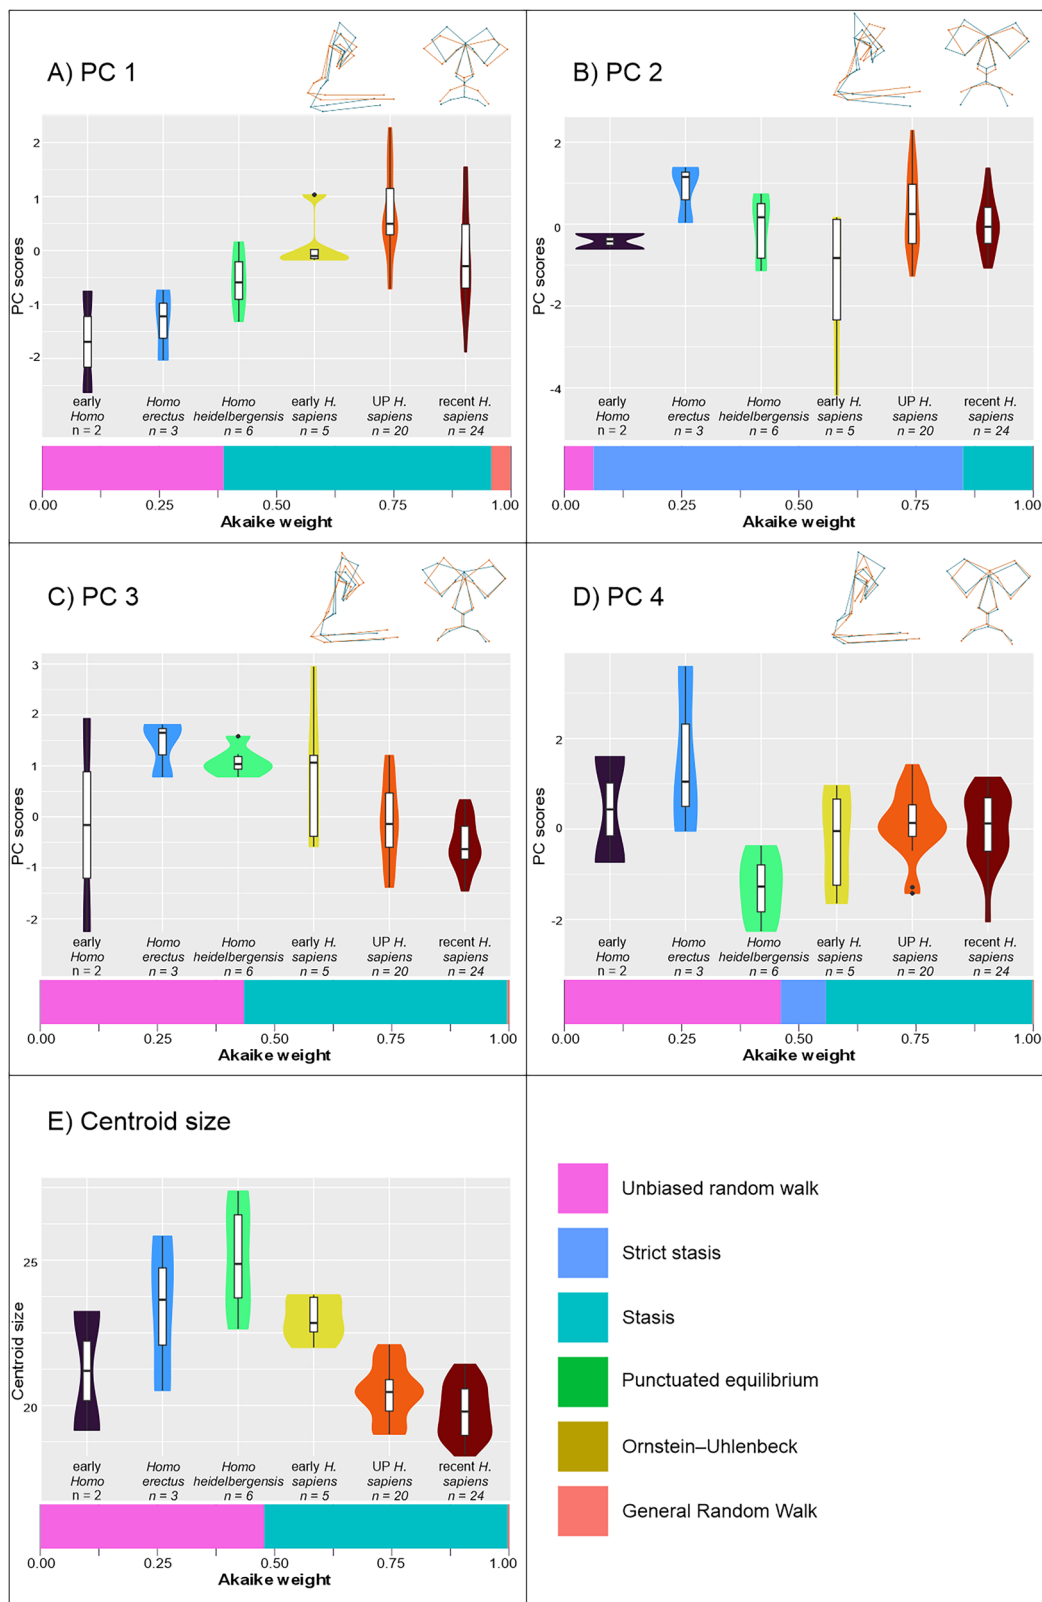 A) PC 1
2
1
0
-1
-2
PC scores
early Homo n = 2
Homo erectus n = 3
Homo heidelbergensis n = 6
early H. sapiens n = 5
UP H. sapiens n = 20
recent H. sapiens n = 24
0.00 0.25 0.50 0.75 1.00
Akaike weight
B) PC 2
2
0
-2
-4
PC scores
early Homo n = 2
Homo erectus n = 3
Homo heidelbergensis n = 6
early H. sapiens n = 5
UP H. sapiens n = 20
recent H. sapiens n = 24
0.00 0.25 0.50 0.75 1.00
Akaike weight
C) PC 3
3
2
1
0
-1
-2
PC scores
early Homo n = 2
Homo erectus n = 3
Homo heidelbergensis n = 6
early H. sapiens n = 5
UP H. sapiens n = 20
recent H. sapiens n = 24
0.00 0.25 0.50 0.75 1.00
Akaike weight
D) PC 4
2
0
-2
PC scores
early Homo n = 2
Homo erectus n = 3
Homo heidelbergensis n = 6
early H. sapiens n = 5
UP H. sapiens n = 20
recent H. sapiens n = 24
0.00 0.25 0.50 0.75 1.00
Akaike weight
E) Centroid size
25
20
Centroid size
early Homo n = 2
Homo erectus n = 3
Homo heidelbergensis n = 6
early H. sapiens n = 5
UP H. sapiens n = 20
recent H. sapiens n = 24
0.00 0.25 0.50 0.75 1.00
Akaike weight
Unbiased random walk
Strict stasis
Stasis
Punctuated equilibrium
Ornstein–Uhlenbeck
General Random Walk